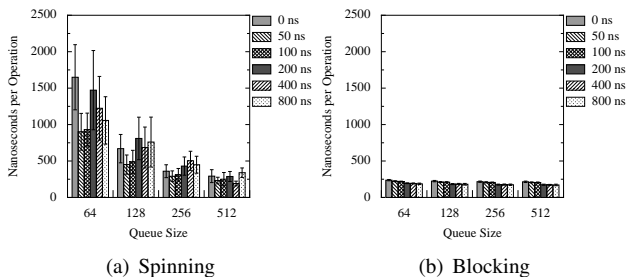 2500
2000
1500
1000
500
0
Nanoseconds per Operation
64 128 256 512
Queue Size
0 ns
50 ns
100 ns
200 ns
400 ns
800 ns
(a) Spinning
2500
2000
1500
1000
500
0
Nanoseconds per Operation
64 128 256 512
Queue Size
0 ns
50 ns
100 ns
200 ns
400 ns
800 ns
(b) Blocking